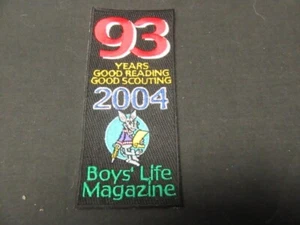 93
YEARS
GOOD READING
GOOD SCOUTING
2004
Boys' Life
Magazine